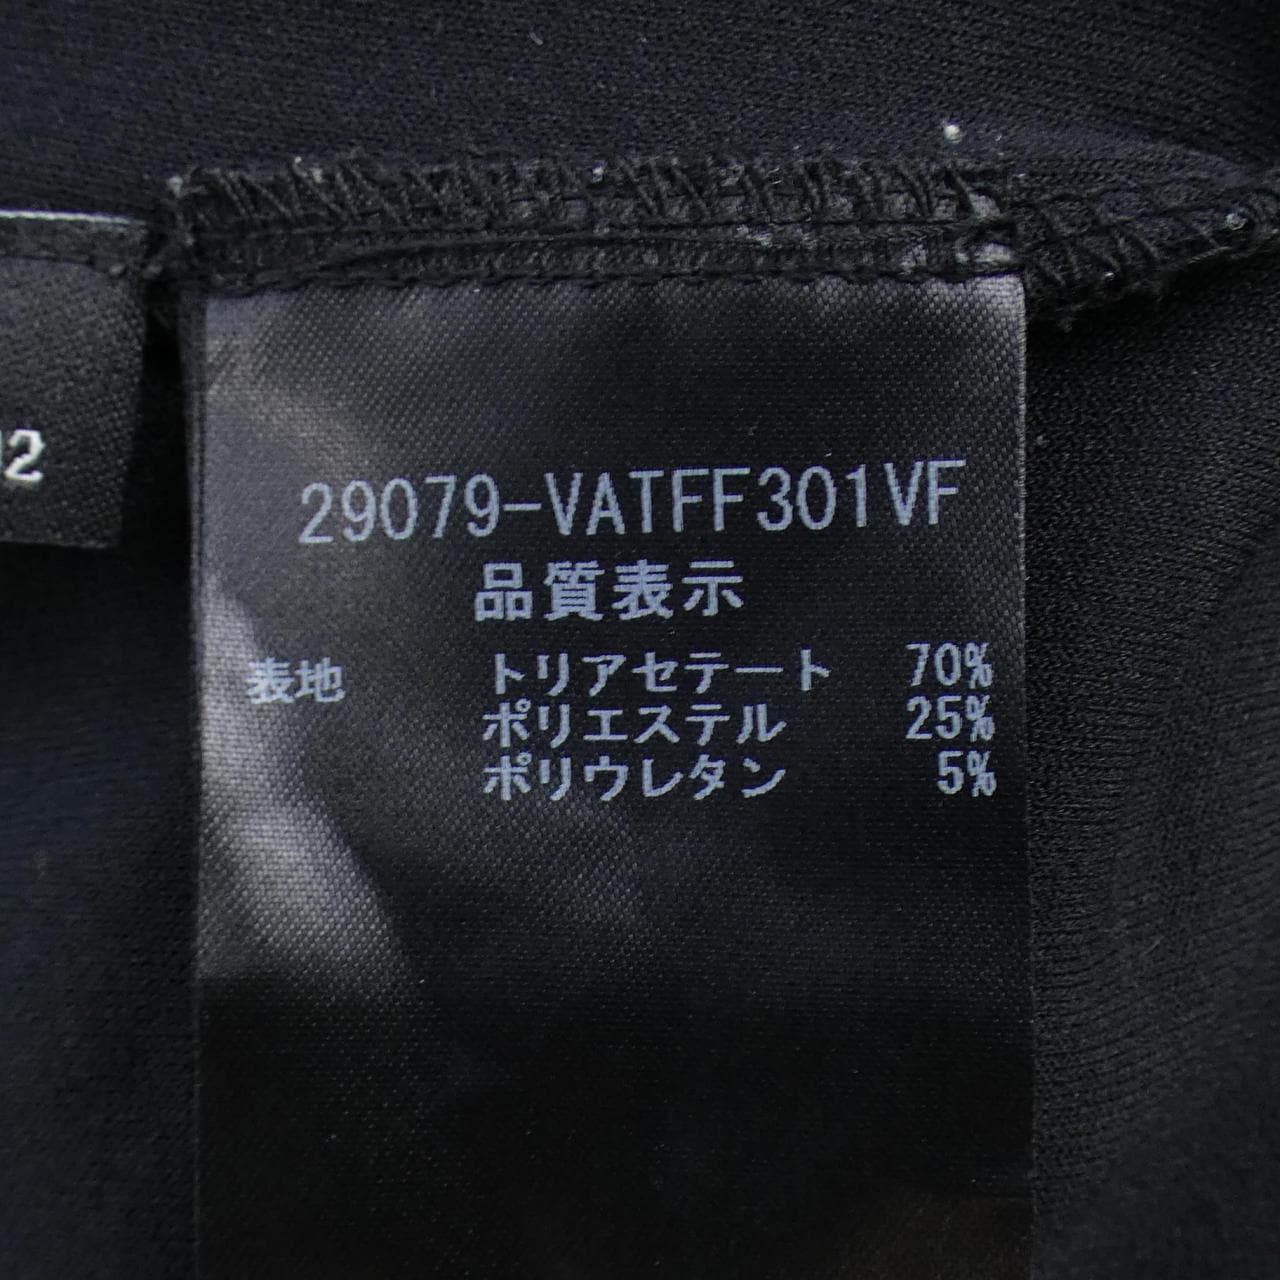 29079-VATFF301VF
品質表示
表地 トリアセテート 70%
ポリエステル 25%
ポリウレタン 5%